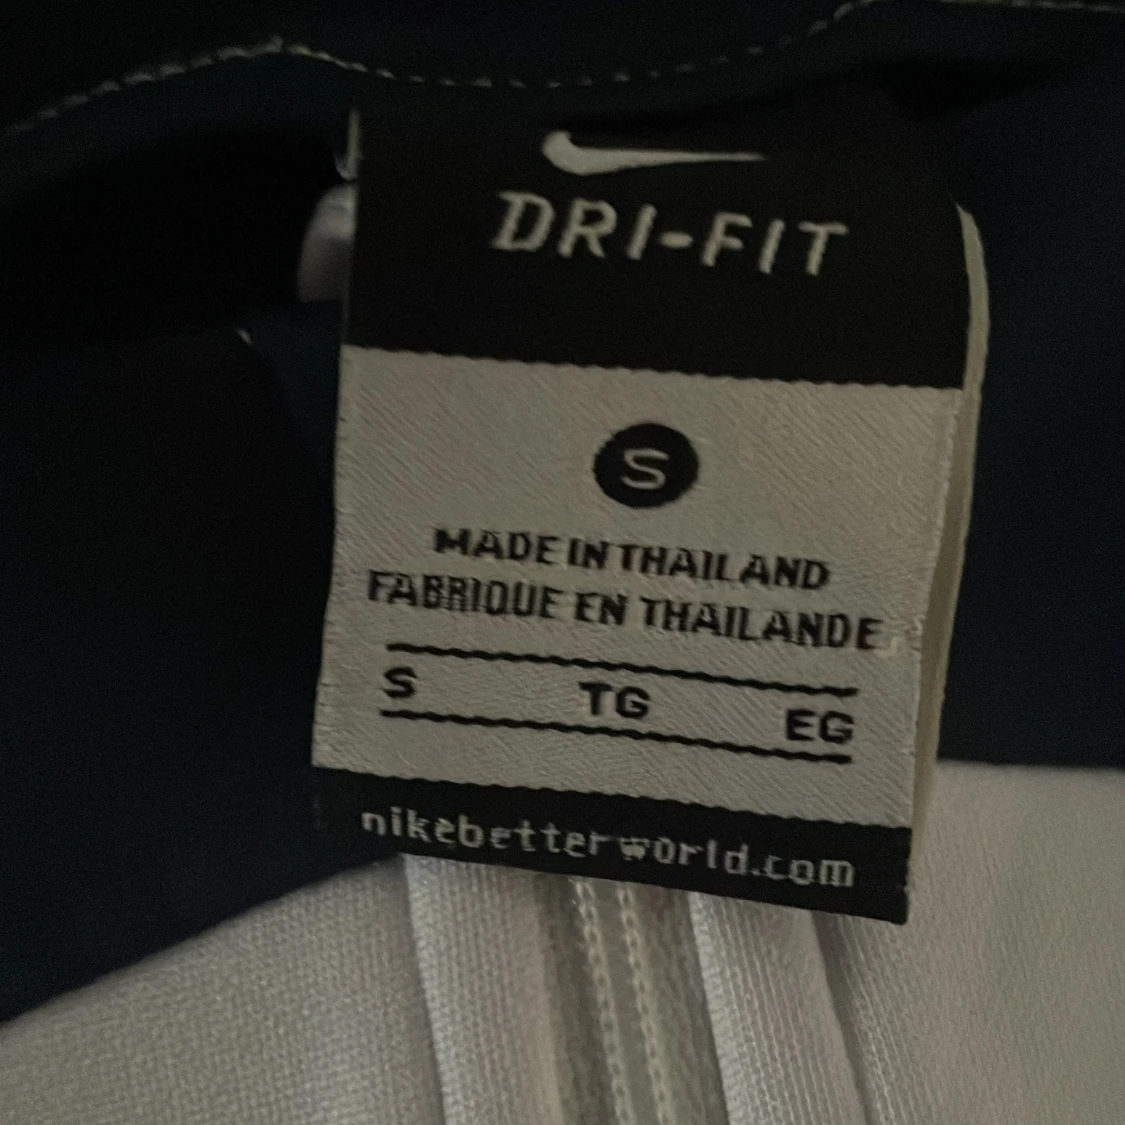 DRI-FIT
S
MADE IN THAILAND
FABRIQUE EN THAILANDE
S TG EG
nikebetterworld.com